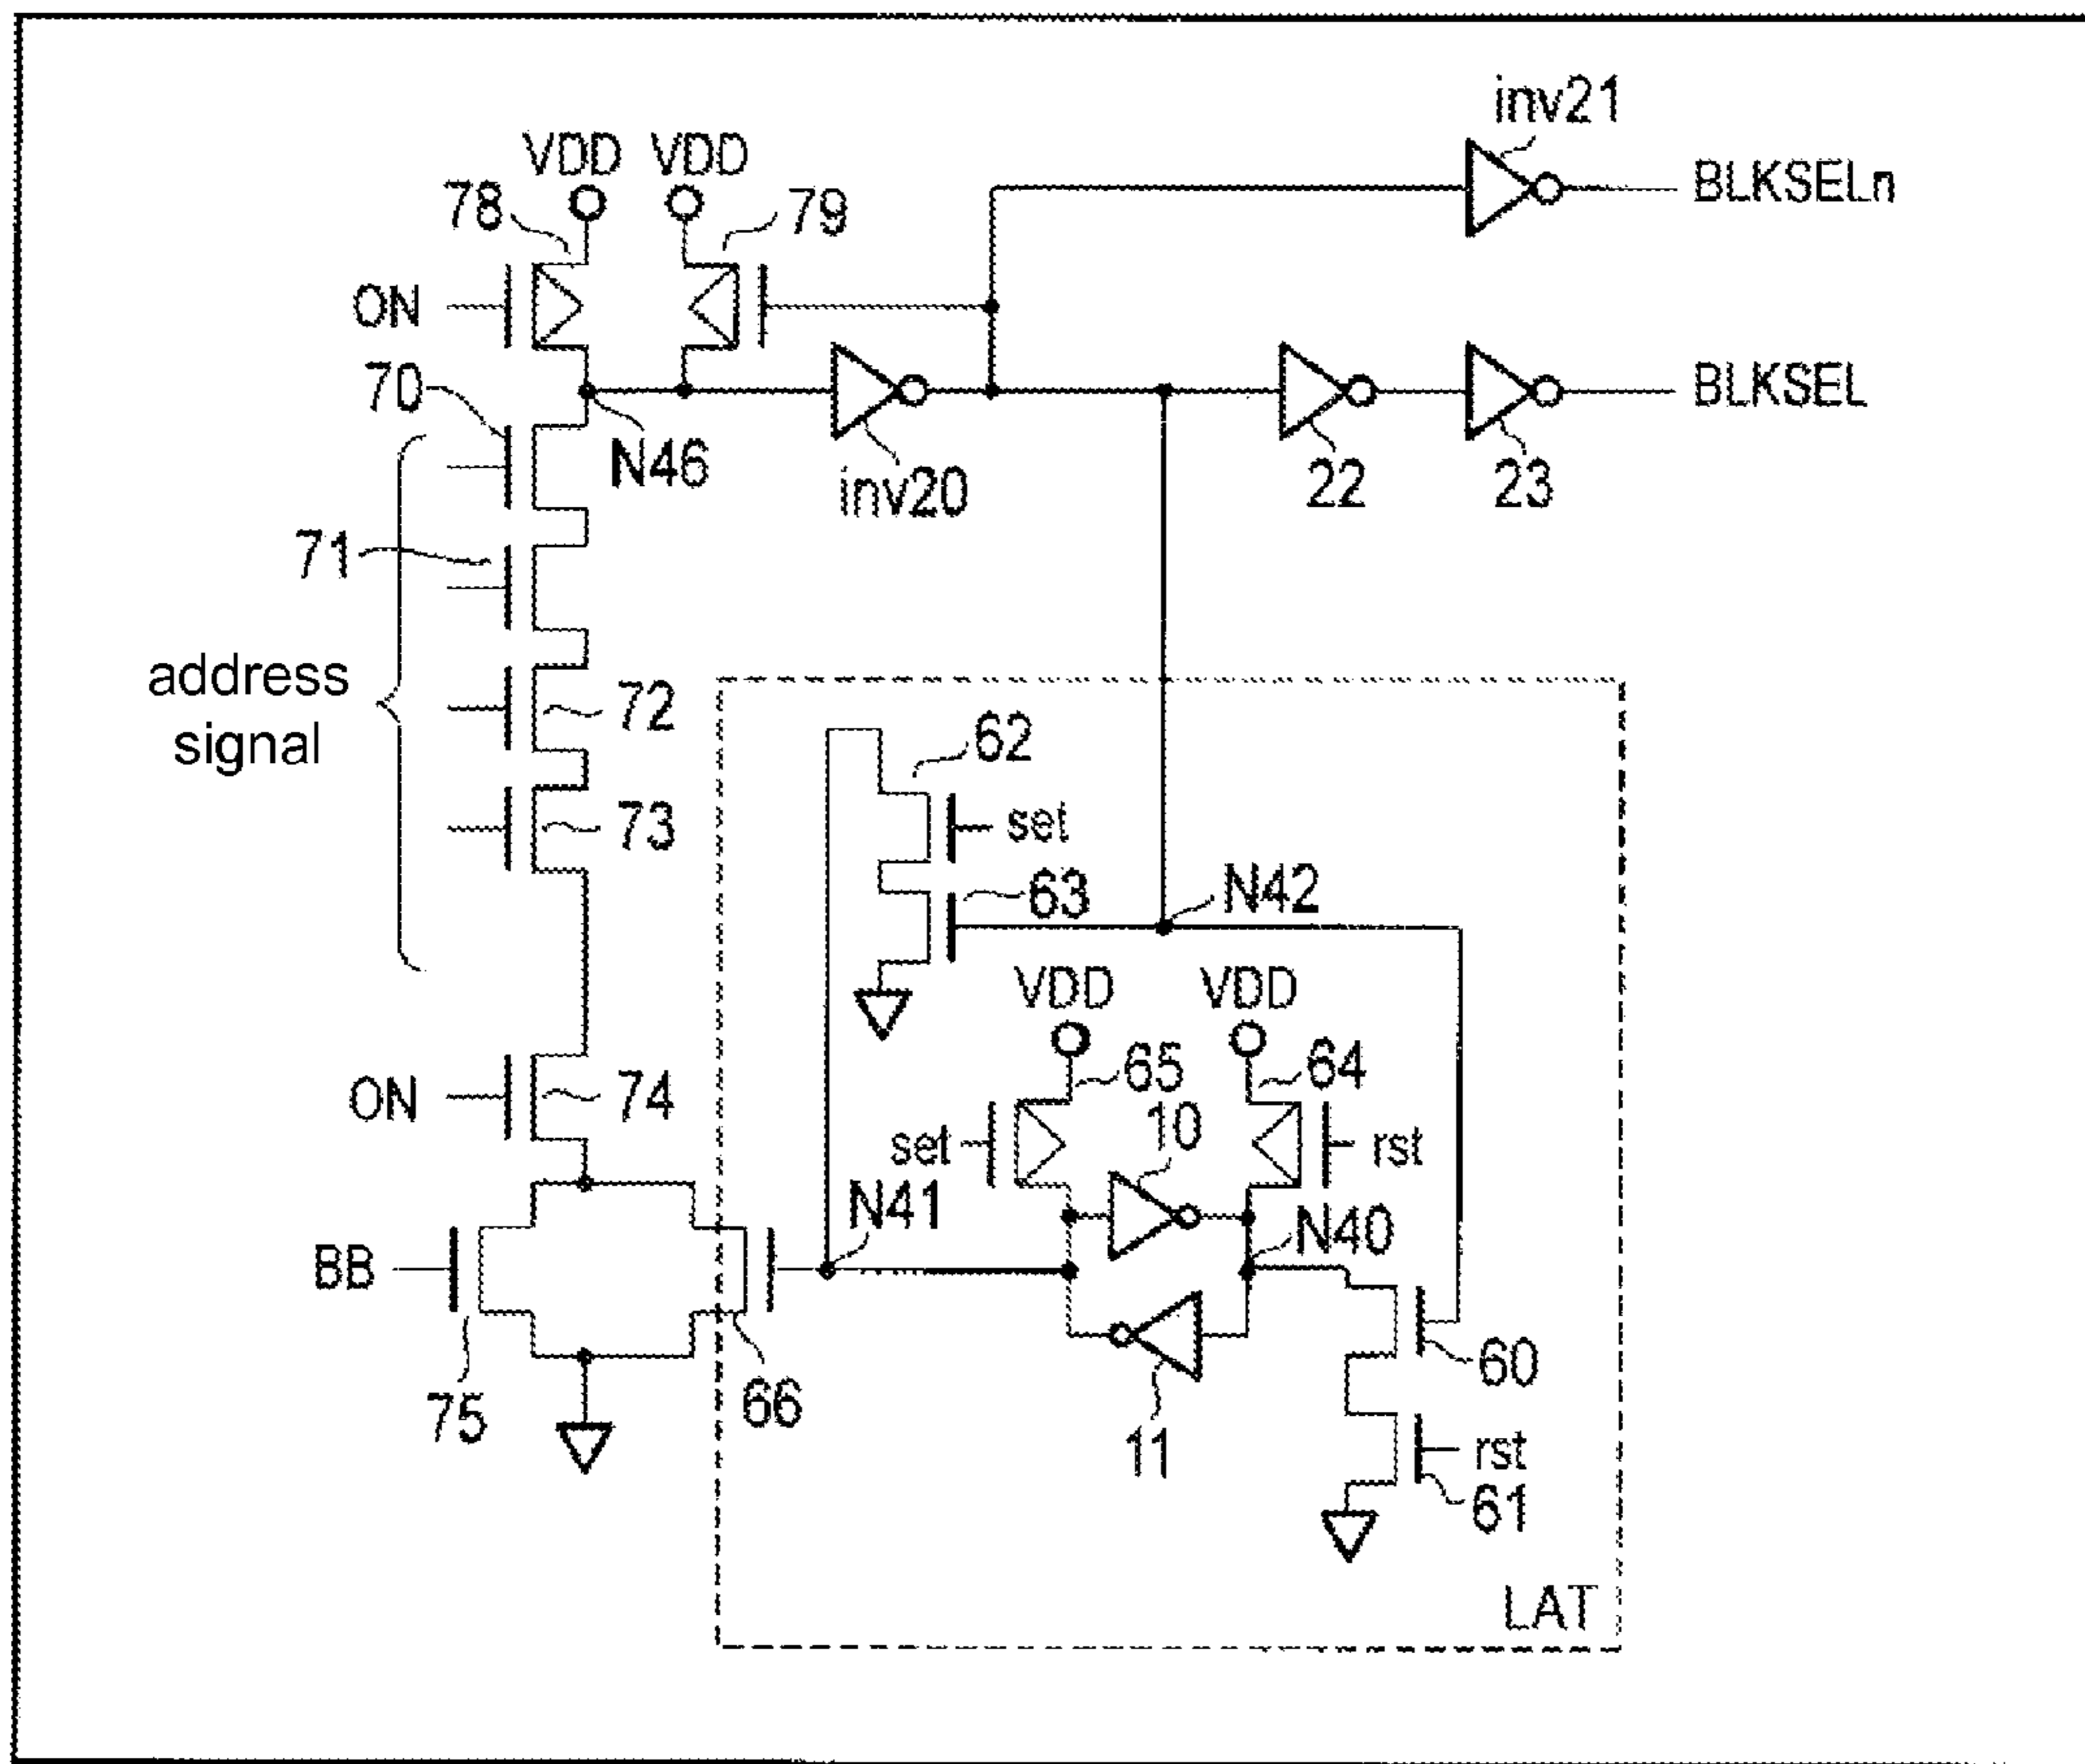 inv21
VDD VDD
BLKSELn
78
79
ON
70
BLKSEL
N46
inv20
22
23
71
address
signal
72
62
set
73
63
N42
VDD VDD
65
64
10
ON
74
set
rst
N41
N40
BB
60
75
66
11
rst
61
LAT